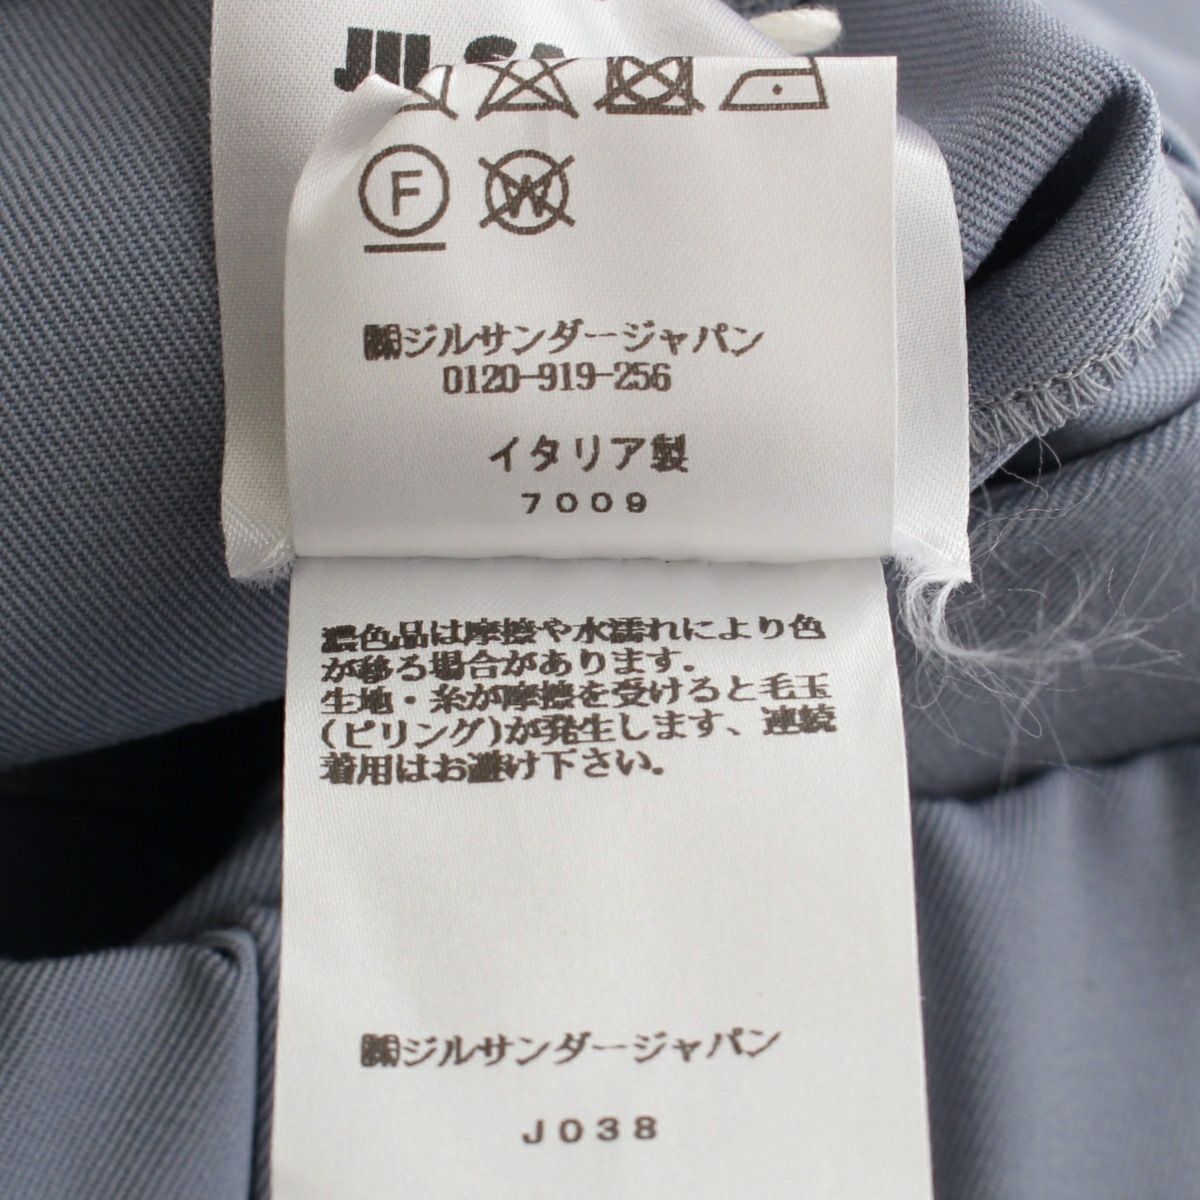 JIL SA
F
W
㈱ジルサンダージャパン
0120-919-256
イタリア製
7009
濃色品は摩擦や水濡れにより色
が移る場合があります.
生地・糸が摩擦を受けると毛玉
(ピリング)が発生します、連続
着用はお避け下さい.
㈱ジルサンダージャパン
J038